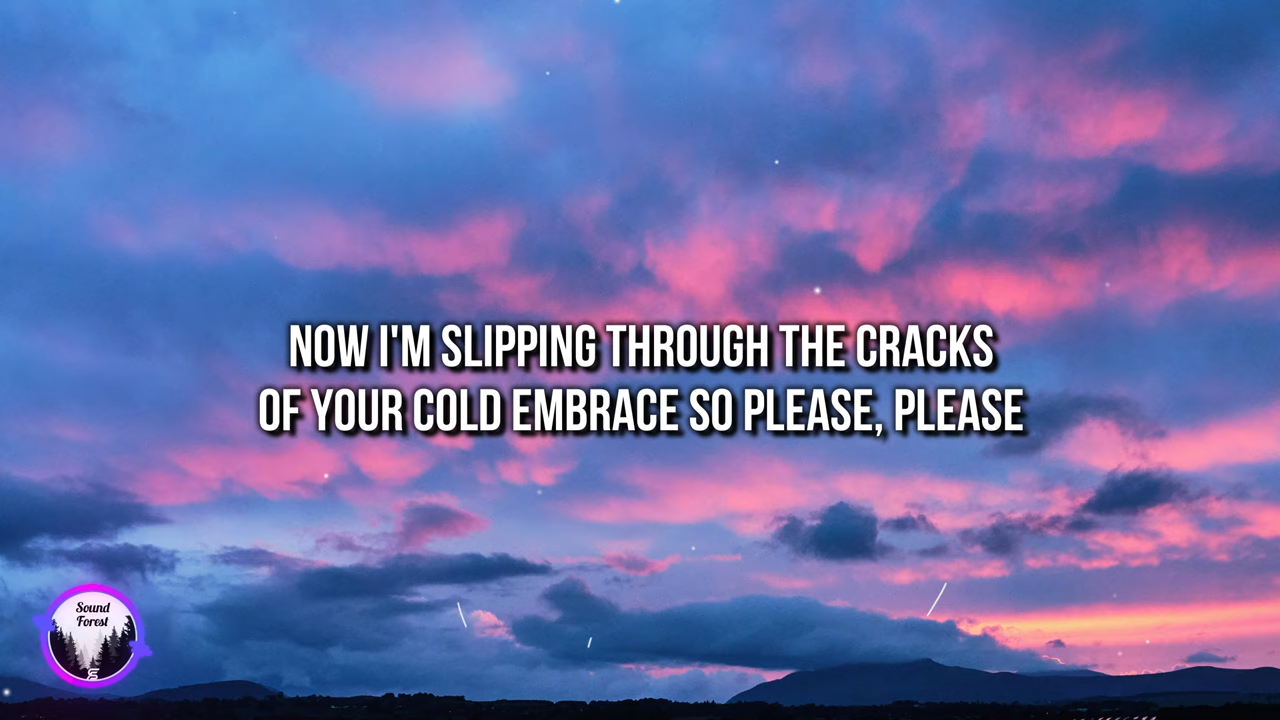 NOW I'M SLIPPING THROUGH THE CRACKS
OF YOUR COLD EMBRACE SO PLEASE, PLEASE
Sound
Forest